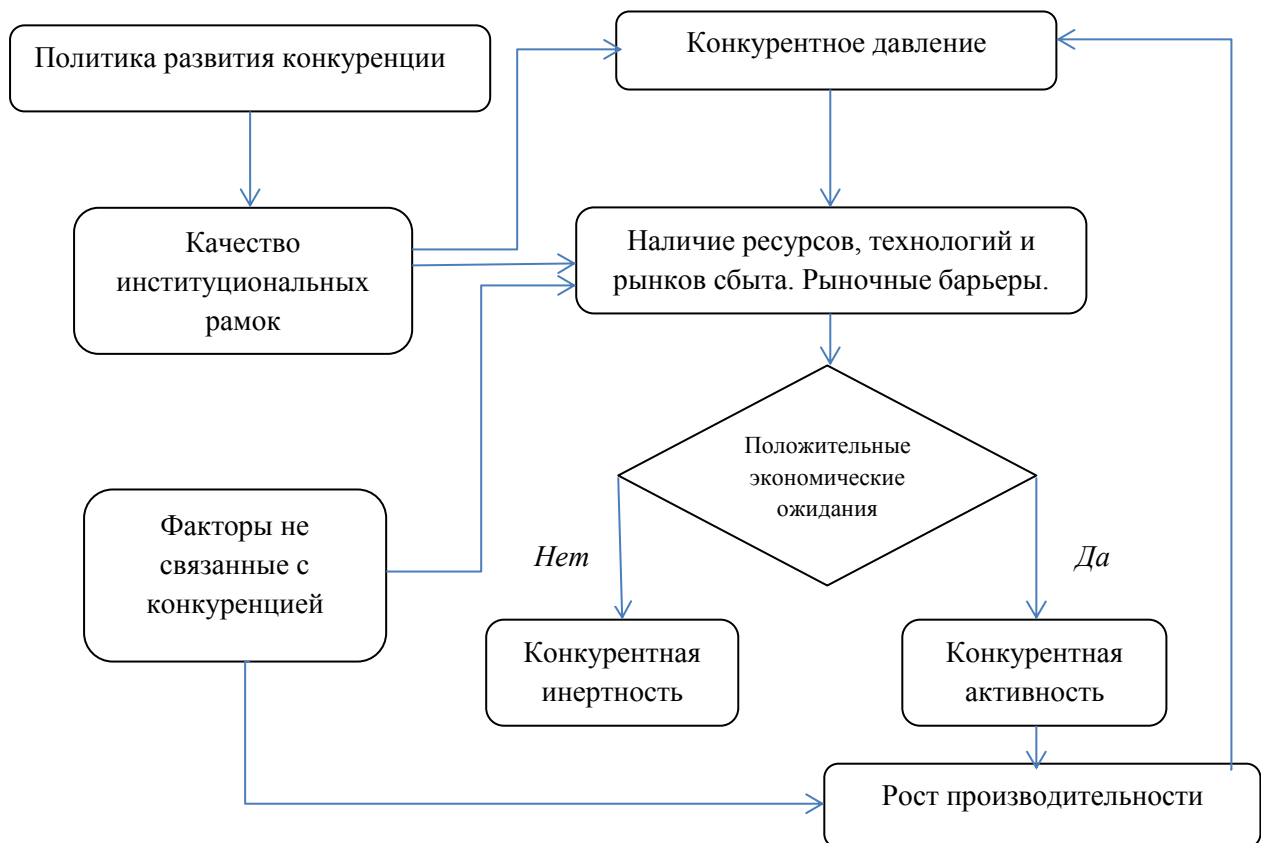 Политика развития конкуренции
Конкурентное давление
Качество
институциональных
рамок
Наличие ресурсов, технологий и
рынков сбыта. Рыночные барьеры.
Положительные
экономические
ожидания
Факторы не
связанные с
конкуренцией
Нет
Да
Конкурентная
инертность
Конкурентная
активность
Рост производительности